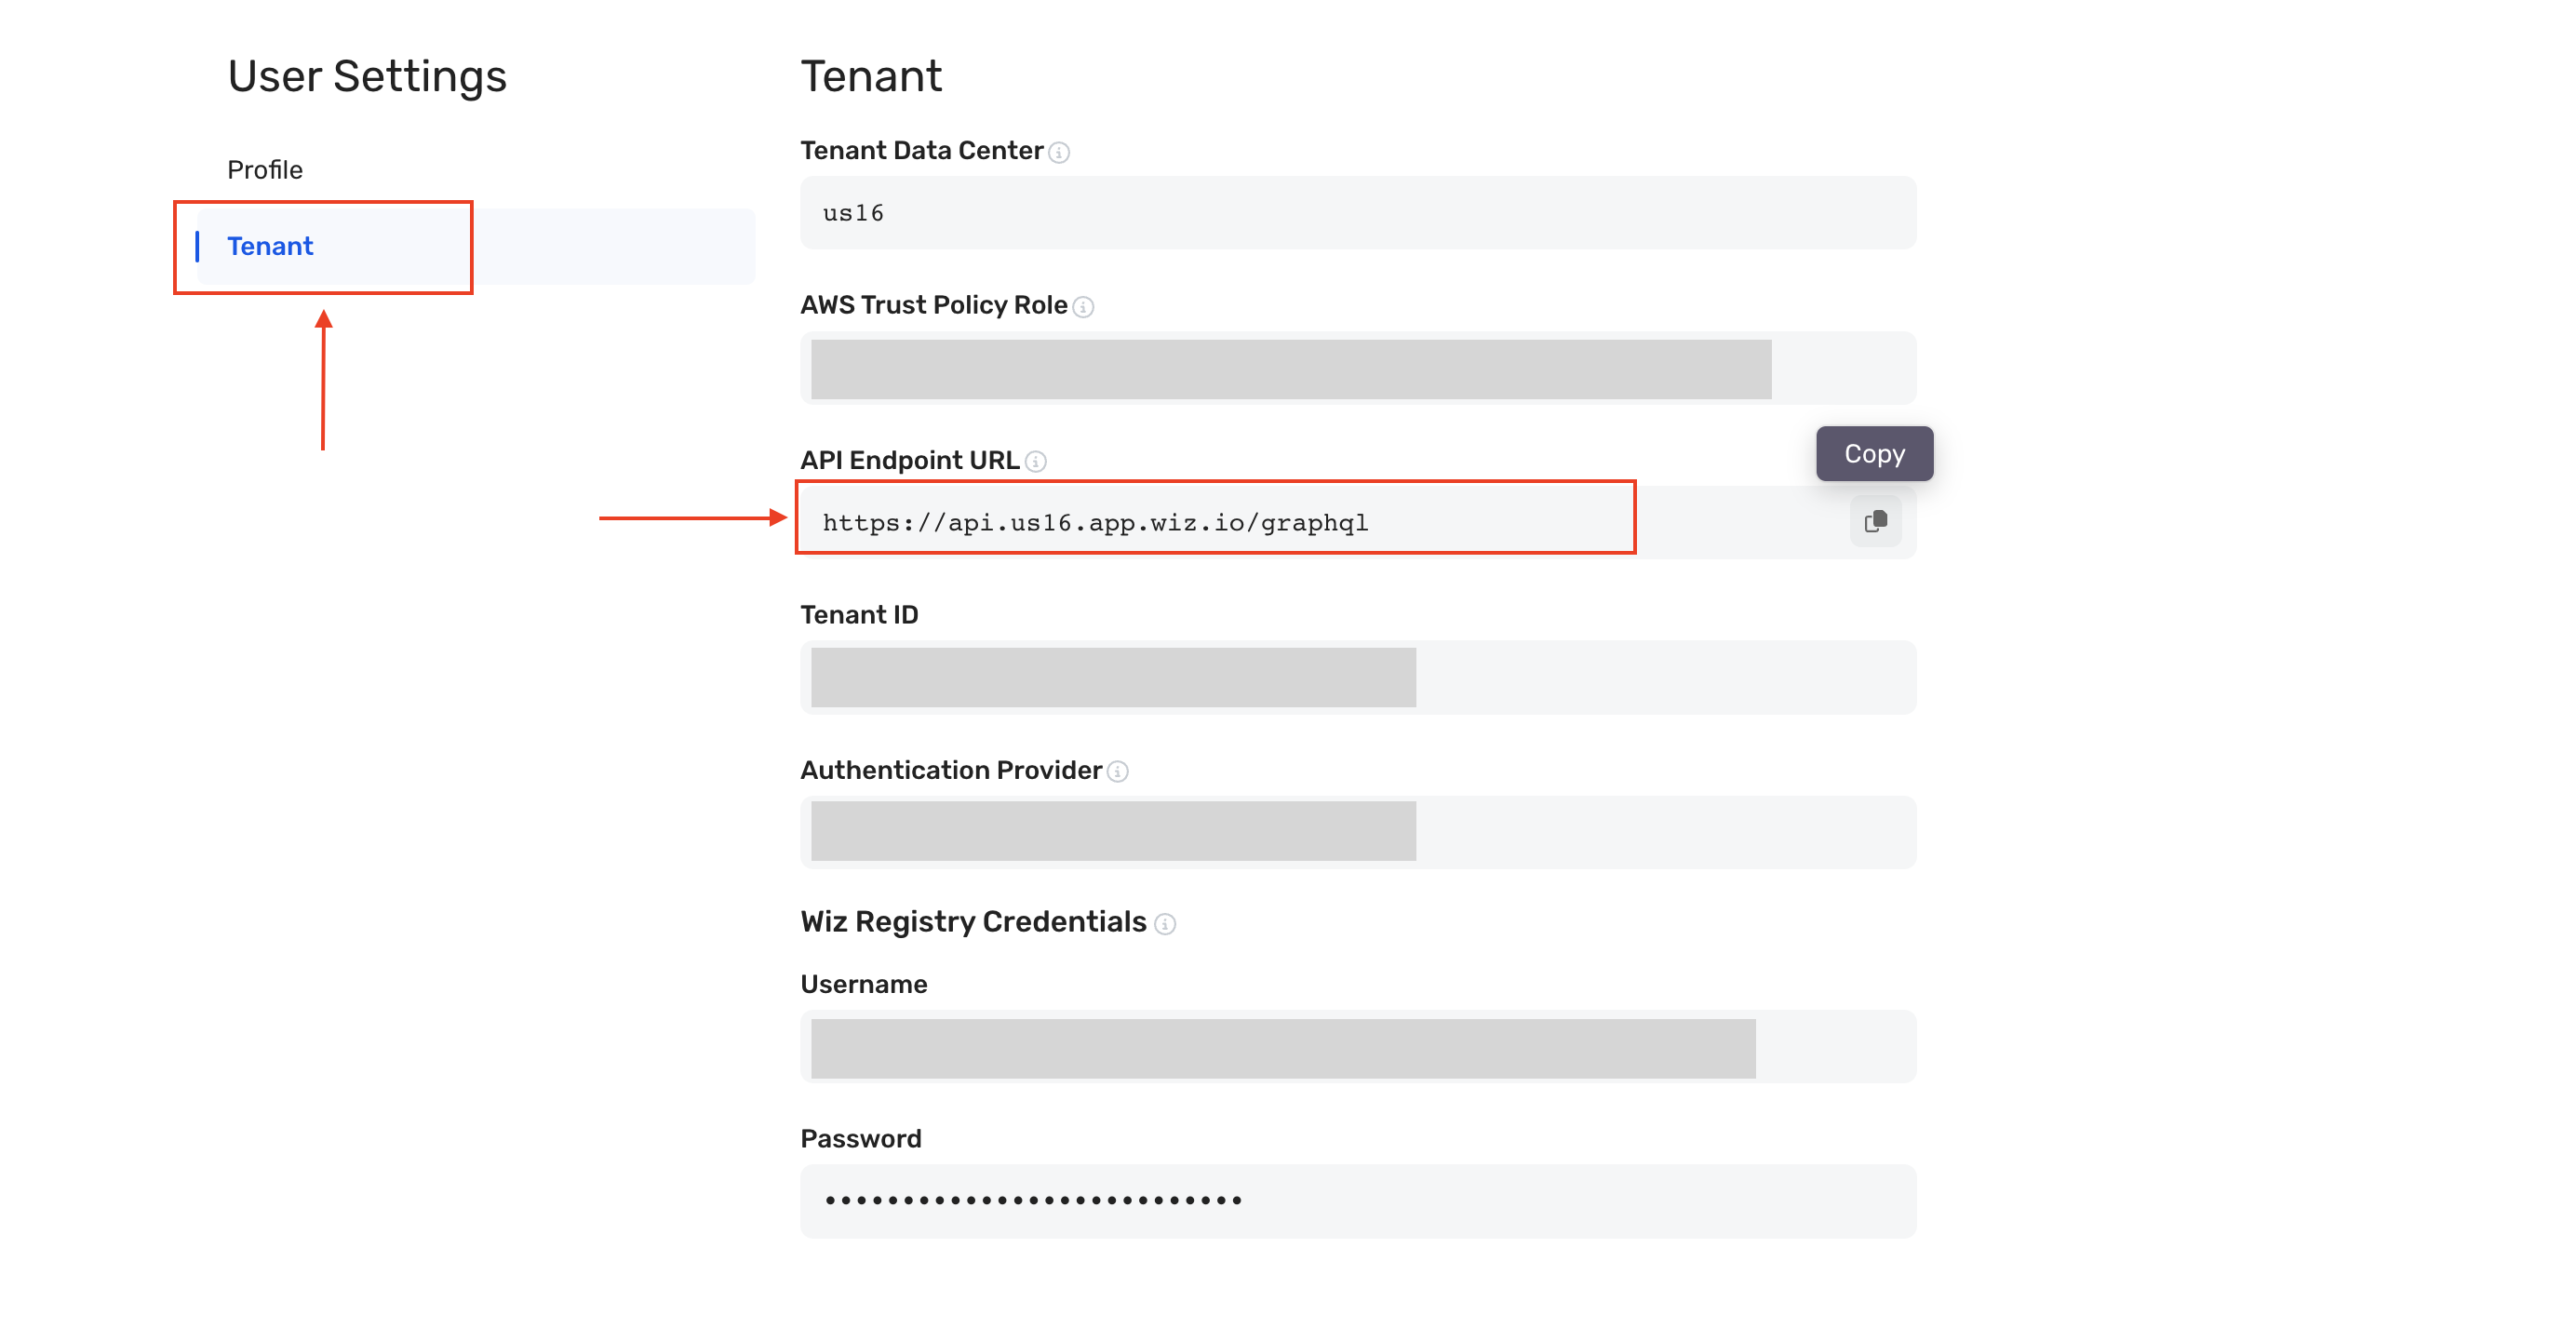 User Settings
Profile
Tenant
Tenant
Tenant Data Center
us16
AWS Trust Policy Role
API Endpoint URL
Copy
https://api.us16.app.wiz.io/graphql
Tenant ID
Authentication Provider
Wiz Registry Credentials
Username
Password
•••••••••••••••••••••••••••